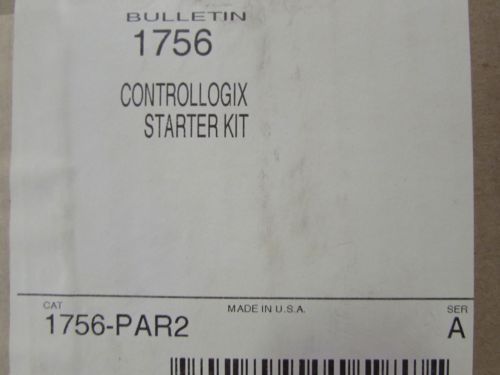 BULLETIN
1756
CONTROLLOGIX
STARTER KIT
CAT MADE IN U.S.A. SER
1756-PAR2 A